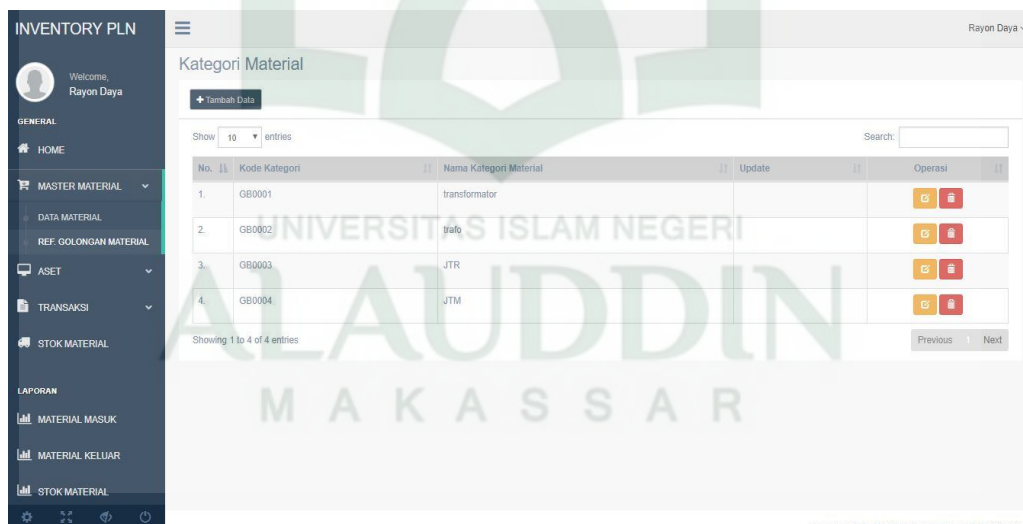 INVENTORY PLN
Rayon Daya
Welcome,
Rayon Daya
GENERAL
HOME
MASTER MATERIAL
DATA MATERIAL
REF. GOLONGAN MATERIAL
ASET
TRANSAKSI
STOK MATERIAL
LAPORAN
MATERIAL MASUK
MATERIAL KELUAR
STOK MATERIAL
Kategori Material
Tambah Data
Show 10 entries Search:
No. Kode Kategori Nama Kategori Material Update Operasi
1. GB0001 transformator
2. GB0002 trafo
3. GB0003 JTR
4. GB0004 JTM
Showing 1 to 4 of 4 entries Previous 1 Next
UNIVERSITAS ISLAM NEGERI
ALAUDDIN
MAKASSAR